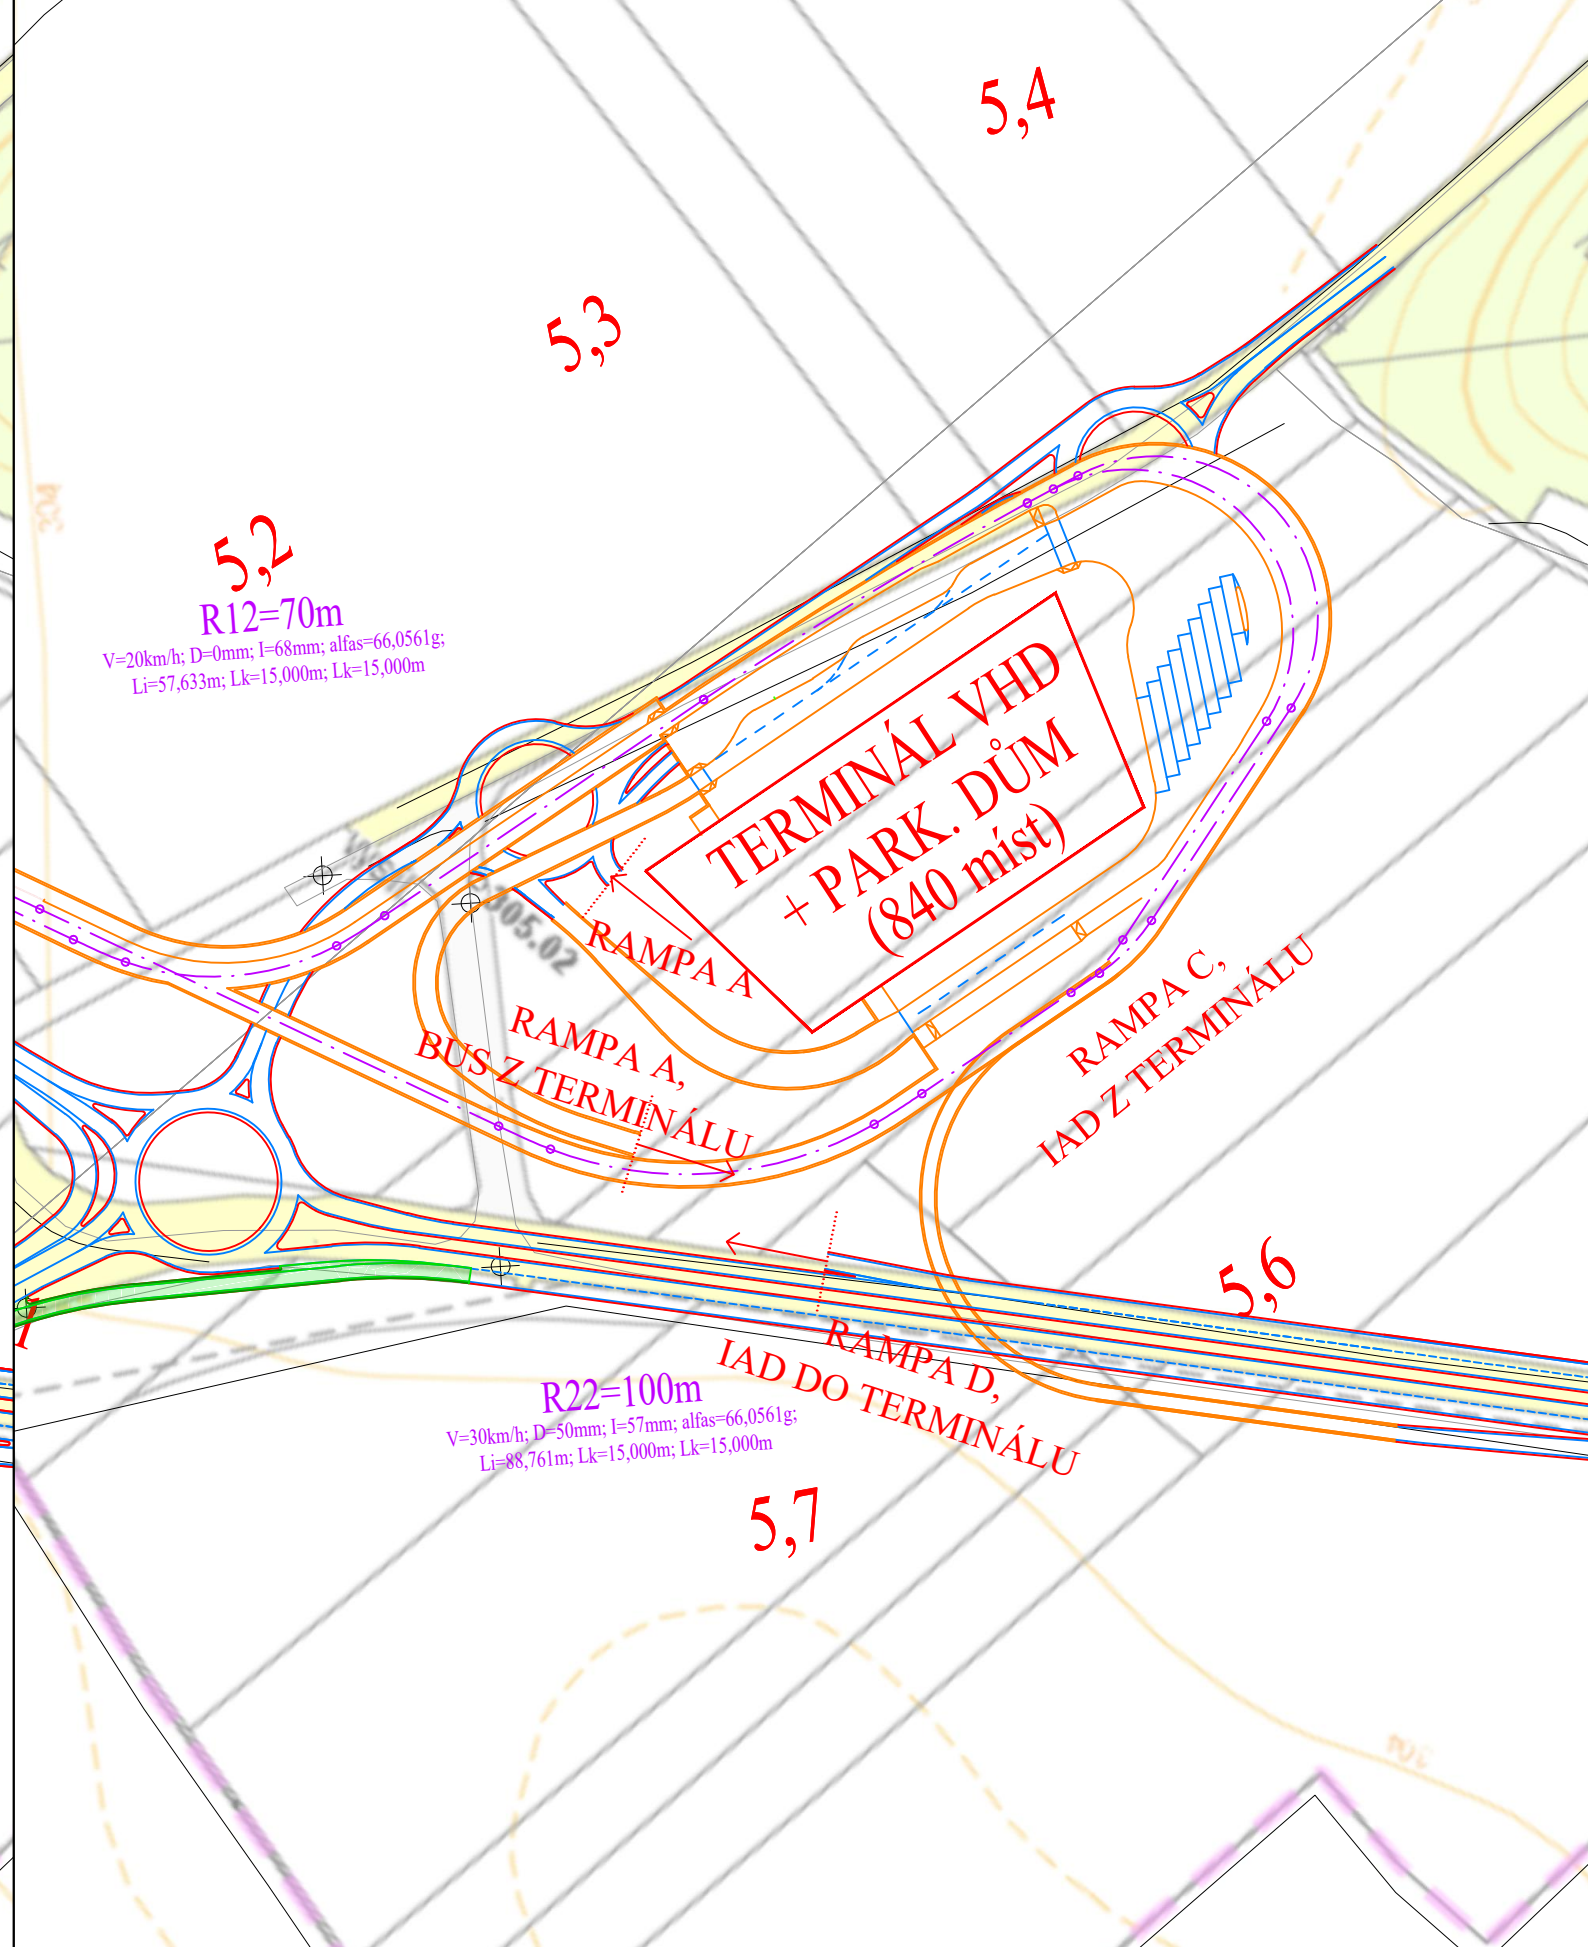 5,4
5,3
5,2
R12=70m
V=20km/h; D=0mm; I=68mm; alfas=66,0561g;
Li=57,633m; Lk=15,000m; Lk=15,000m
TERMINÁL VHD
+ PARK. DŮM
(840 míst)
RAMPA A
RAMPA A,
BUS Z TERMINÁLU
RAMPA C,
IAD Z TERMINÁLU
5,6
RAMPA D,
IAD DO TERMINÁLU
R22=100m
V=30km/h; D=50mm; I=57mm; alfas=66,0561g;
Li=88,761m; Lk=15,000m; Lk=15,000m
5,7
304
304